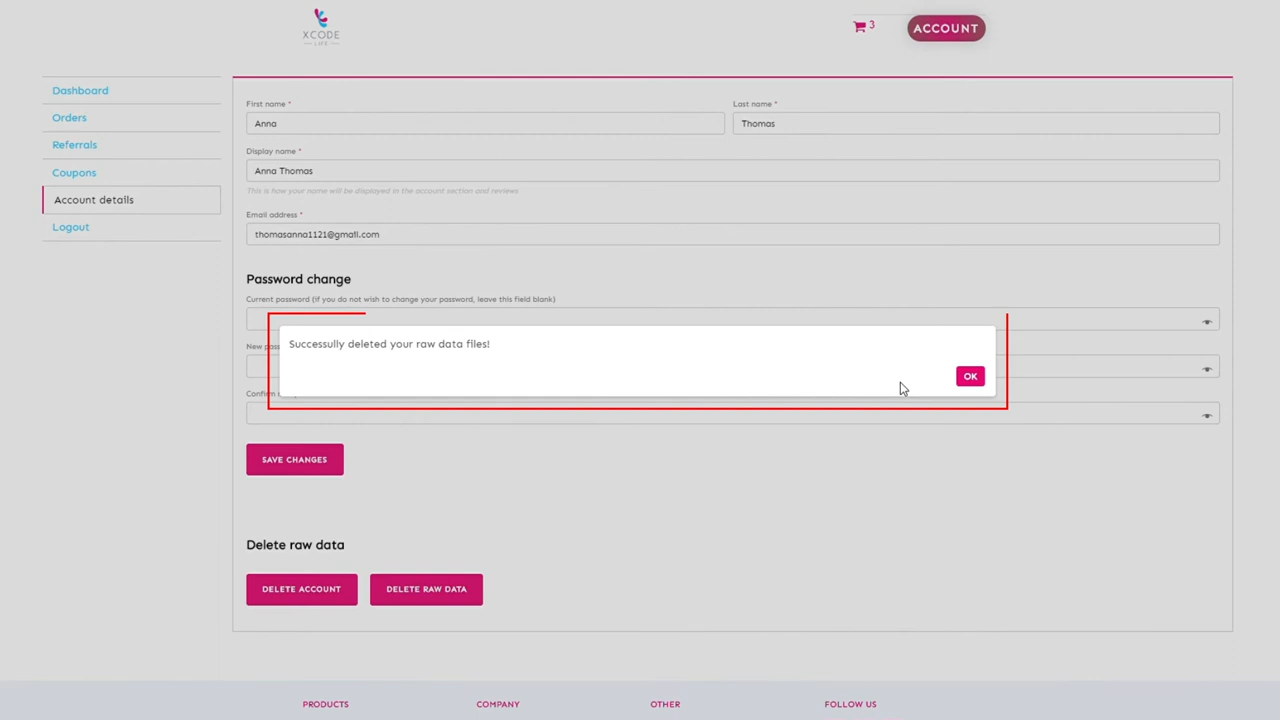 XCODE
LIFE
3
ACCOUNT
Dashboard
Orders
Referrals
Coupons
Account details
Logout
First name *
Last name *
Anna
Thomas
Display name *
Anna Thomas
This is how your name will be displayed in the account section and reviews
Email address *
thomasanna1121@gmail.com
Password change
Current password (if you do not wish to change your password, leave this field blank)
New pas
Successully deleted your raw data files!
OK
Confirm
SAVE CHANGES
Delete raw data
DELETE ACCOUNT
DELETE RAW DATA
PRODUCTS
COMPANY
OTHER
FOLLOW US